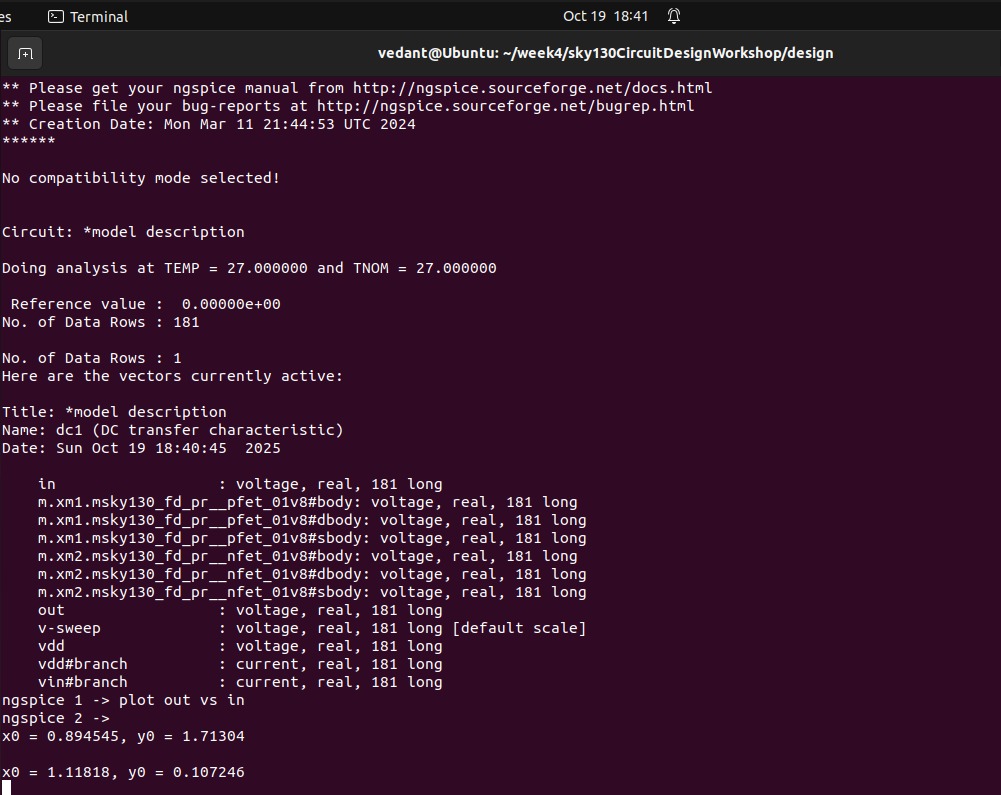 es Terminal Oct 19 18:41
vedant@Ubuntu: ~/week4/sky130CircuitDesignWorkshop/design
** Please get your ngspice manual from http://ngspice.sourceforge.net/docs.html
** Please file your bug-reports at http://ngspice.sourceforge.net/bugrep.html
** Creation Date: Mon Mar 11 21:44:53 UTC 2024
******
No compatibility mode selected!
Circuit: *model description
Doing analysis at TEMP = 27.000000 and TNOM = 27.000000
Reference value :  0.00000e+00
No. of Data Rows : 181
No. of Data Rows : 1
Here are the vectors currently active:
Title: *model description
Name: dc1 (DC transfer characteristic)
Date: Sun Oct 19 18:40:45  2025
in                  : voltage, real, 181 long
m.xm1.msky130_fd_pr__pfet_01v8#body: voltage, real, 181 long
m.xm1.msky130_fd_pr__pfet_01v8#dbody: voltage, real, 181 long
m.xm1.msky130_fd_pr__pfet_01v8#sbody: voltage, real, 181 long
m.xm2.msky130_fd_pr__nfet_01v8#body: voltage, real, 181 long
m.xm2.msky130_fd_pr__nfet_01v8#dbody: voltage, real, 181 long
m.xm2.msky130_fd_pr__nfet_01v8#sbody: voltage, real, 181 long
out                 : voltage, real, 181 long
v-sweep             : voltage, real, 181 long [default scale]
vdd                 : voltage, real, 181 long
vdd#branch          : current, real, 181 long
vin#branch          : current, real, 181 long
ngspice 1 -> plot out vs in
ngspice 2 ->
x0 = 0.894545, y0 = 1.71304
x0 = 1.11818, y0 = 0.107246